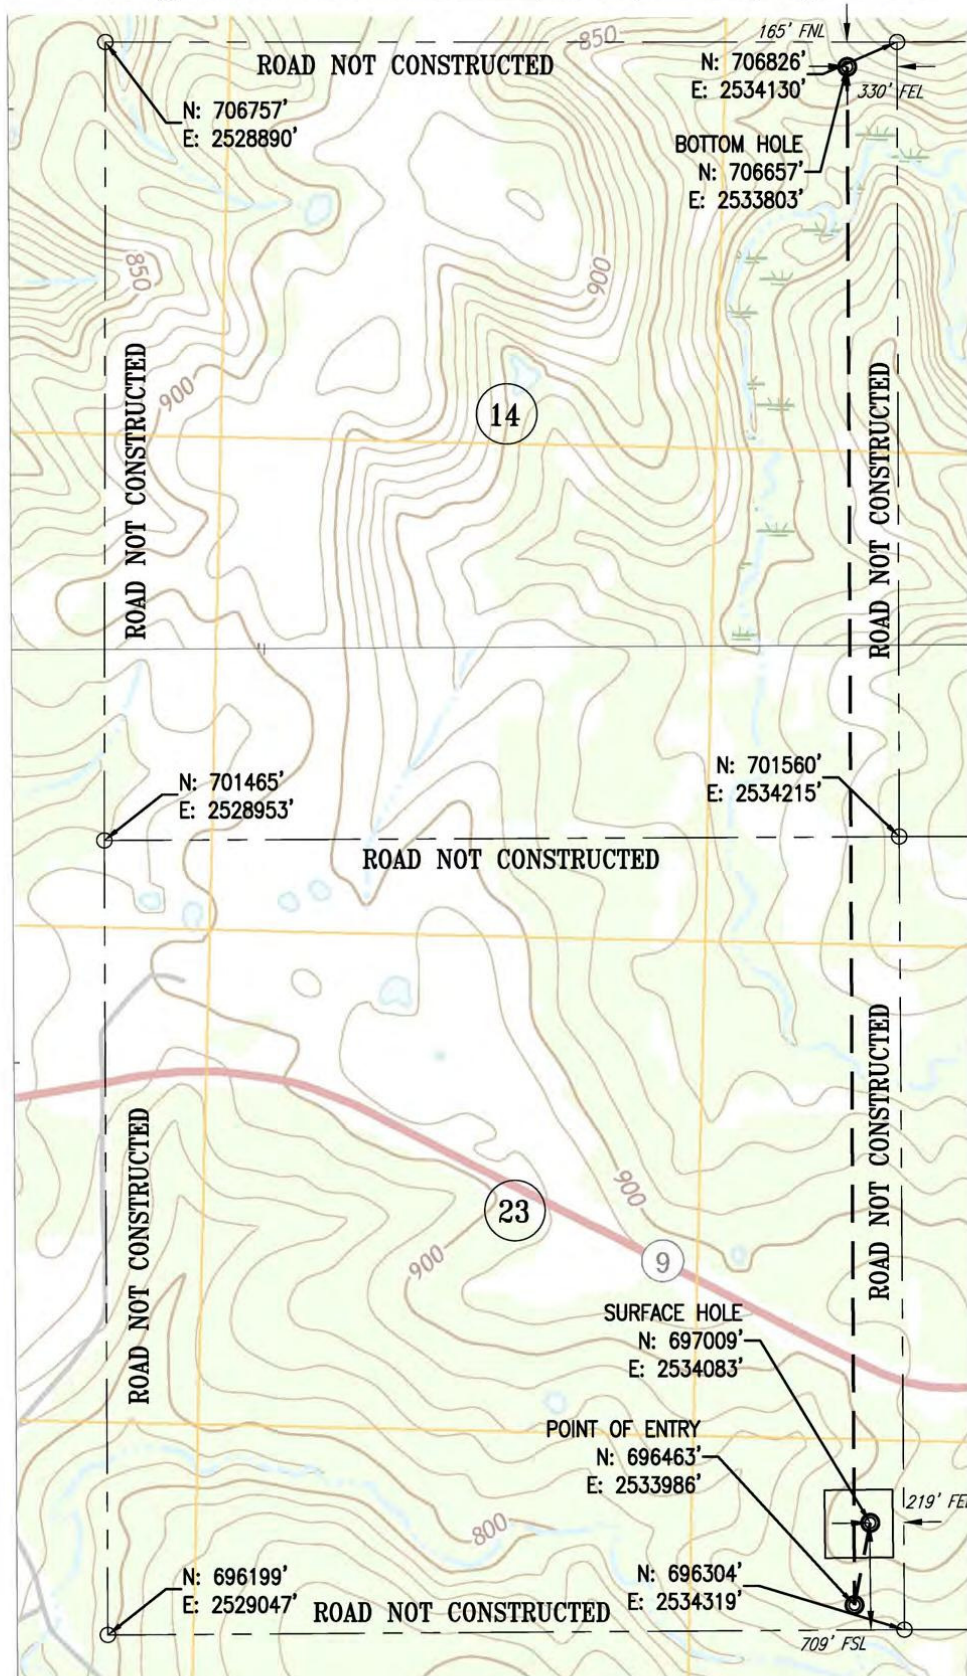 850
165' FNL
ROAD NOT CONSTRUCTED
N: 706826'
E: 2534130'
330' FEL
N: 706757'
E: 2528890'
BOTTOM HOLE
N: 706657'
E: 2533803'
850
900
900
ROAD NOT CONSTRUCTED
ROAD NOT CONSTRUCTED
14
N: 701465'
E: 2528953'
N: 701560'
E: 2534215'
ROAD NOT CONSTRUCTED
ROAD NOT CONSTRUCTED
ROAD NOT CONSTRUCTED
900
23
900
9
SURFACE HOLE
N: 697009'
E: 2534083'
POINT OF ENTRY
N: 696463'
E: 2533986'
219' FEL
800
N: 696199'
E: 2529047'
N: 696304'
E: 2534319'
ROAD NOT CONSTRUCTED
709' FSL